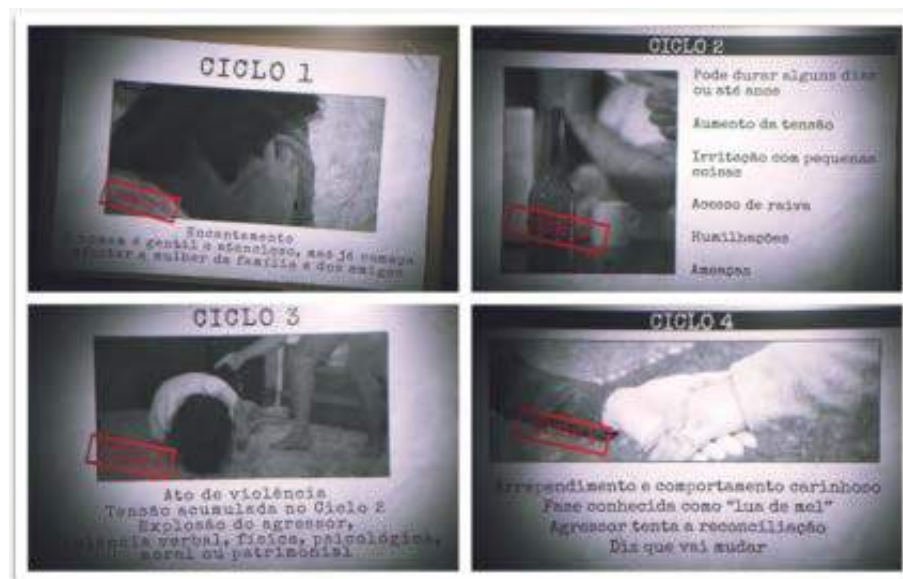 CICLO 1
Encantamento
é gentil e atencioso, mas já começa
a mulher da família e dos amigos
CICLO 2
Pode durar alguns dias
ou até anos
Aumento da tensão
Irritação com pequenas
coisas
Acesso de raiva
Humilhações
Ameaças
CICLO 3
Ato de violência
Tensão acumulada no Ciclo 2
Explosão do agressor,
violência verbal, física, psicológica,
moral ou patrimonial
CICLO 4
Arrependimento e comportamento carinhoso
Fase conhecida como "lua de mel"
Agressor tenta a reconciliação
Diz que vai mudar